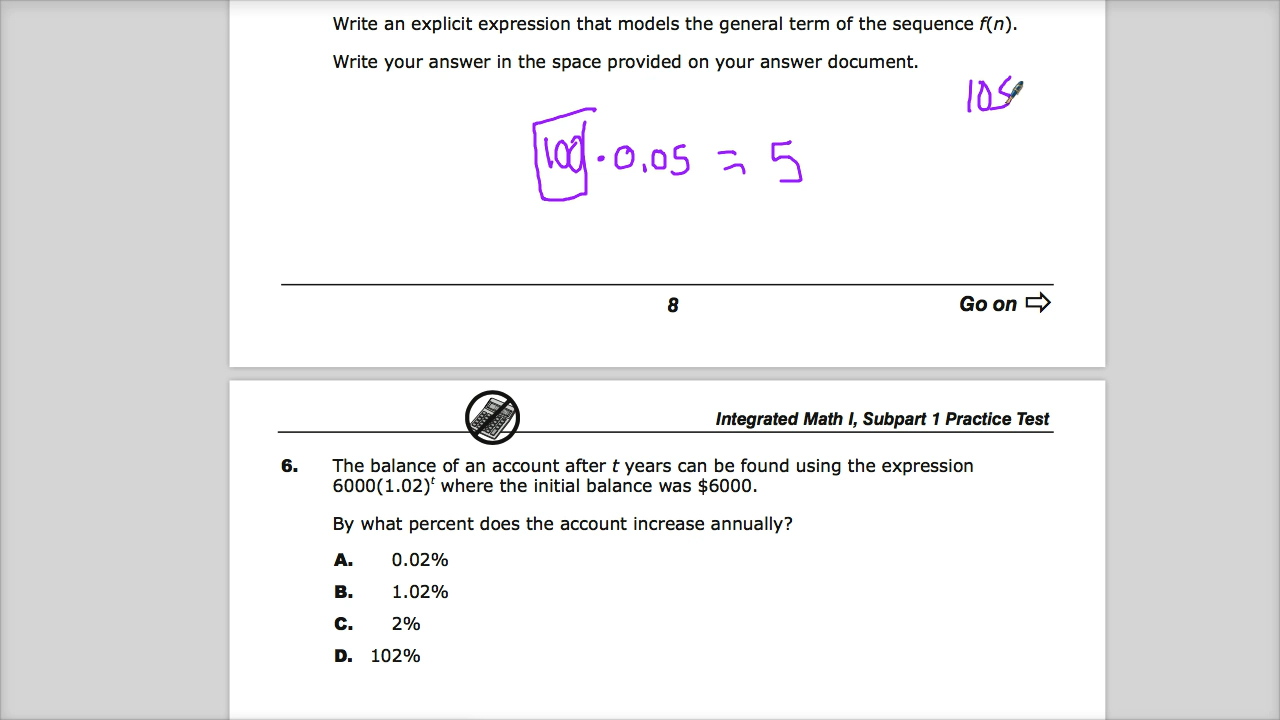 Write an explicit expression that models the general term of the sequence f(n).
Write your answer in the space provided on your answer document.
105
100 · 0.05 = 5
8
Go on
Integrated Math I, Subpart 1 Practice Test
6. The balance of an account after t years can be found using the expression
6000(1.02)ᵗ where the initial balance was $6000.
By what percent does the account increase annually?
A. 0.02%
B. 1.02%
C. 2%
D. 102%